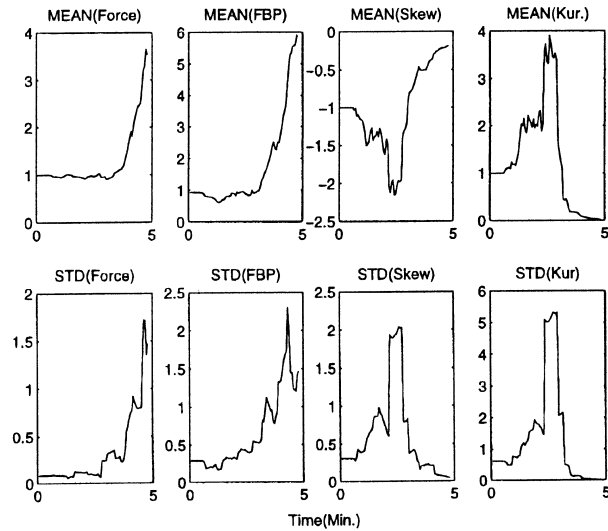 MEAN(Force) MEAN(FBP) MEAN(Skew) MEAN(Kur.)
4 6 0 4
5
3 -0.5 3
4
2 3 -1 2
2 -1.5
1 1
1 -2
0 0 -2.5 0
0 5 0 5 0 5 0 5
STD(Force) STD(FBP) STD(Skew) STD(Kur)
2 2.5 2.5 6
2 2 5
1.5
4
1.5 1.5
1 3
1 1
2
0.5
0.5 0.5 1
0 0 0 0
0 5 0 5 0 5 0 5
Time(Min.)